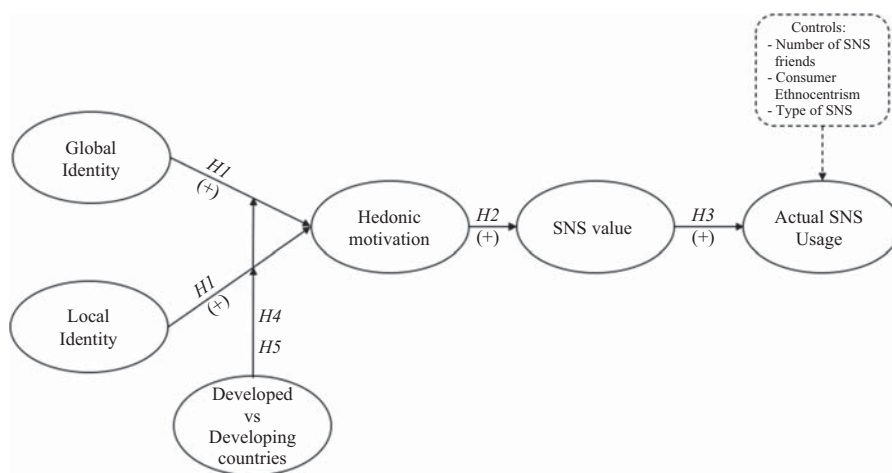 Controls:
- Number of SNS
friends
- Consumer
Ethnocentrism
- Type of SNS
Global
Identity
H1
(+)
Hedonic
motivation
H2
(+)
SNS value
H3
(+)
Actual SNS
Usage
H1
(+)
Local
Identity
H4
H5
Developed
vs
Developing
countries